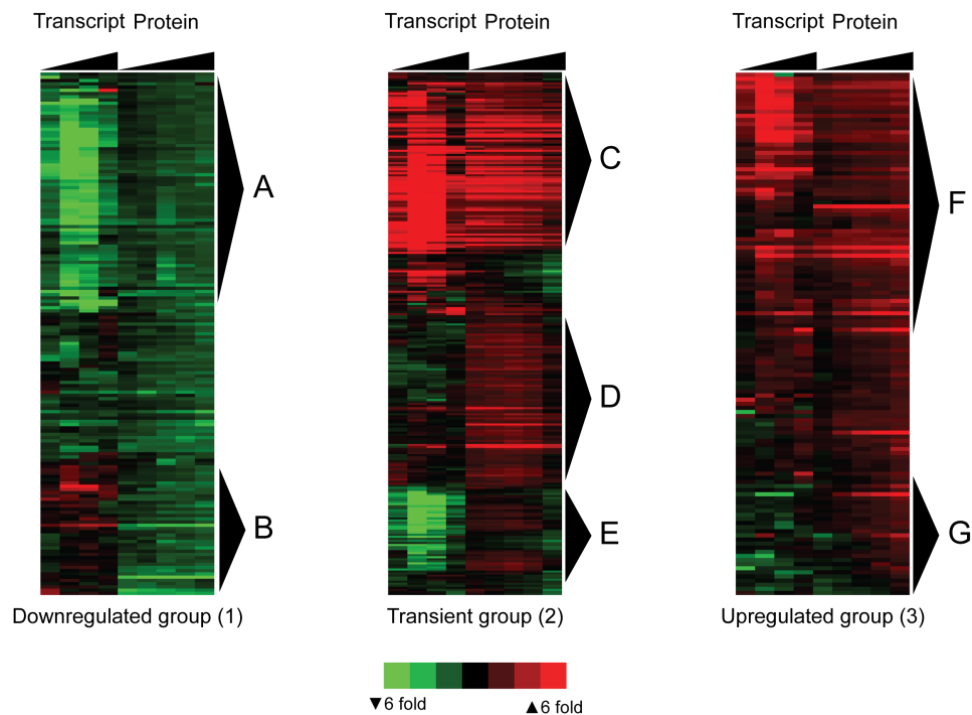 Transcript Protein
Transcript Protein
Transcript Protein
A
B
C
D
E
F
G
Downregulated group (1)
Transient group (2)
Upregulated group (3)
▼6 fold
▲6 fold